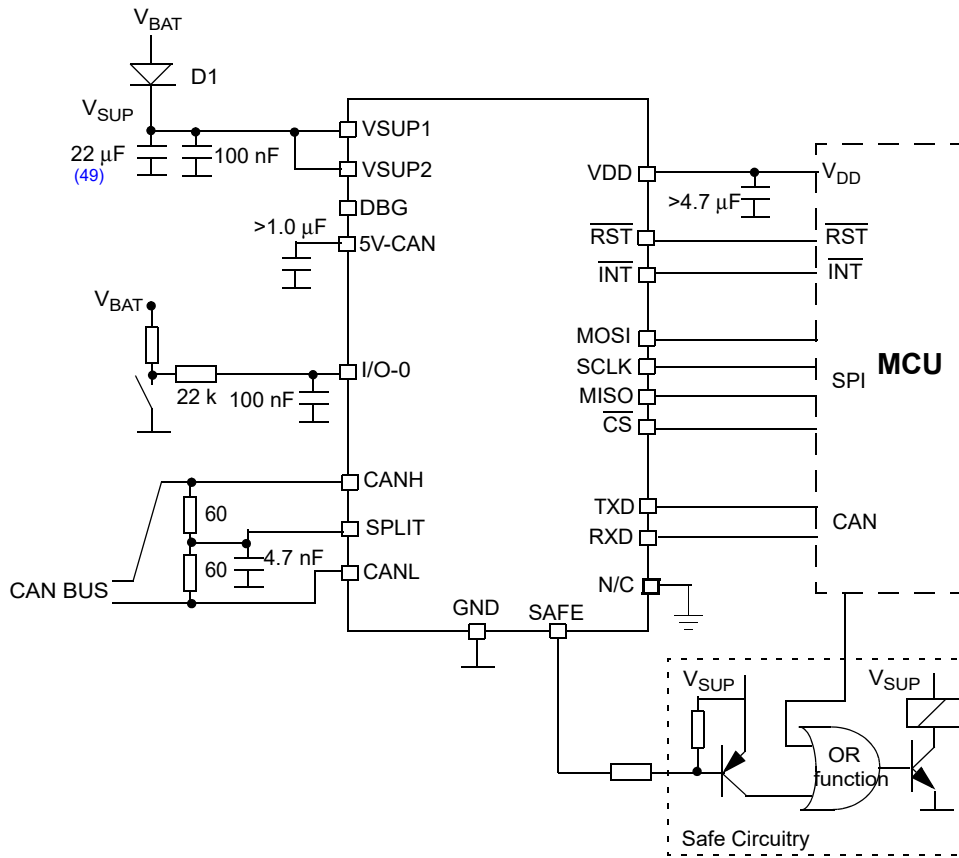 VBAT
D1
VSUP
22 μF
(49)
100 nF
VSUP1
VSUP2
DBG
>1.0 μF
5V-CAN
VBAT
I/O-0
22 k
100 nF
CANH
60
SPLIT
60
4.7 nF
CANL
CAN BUS
GND
SAFE
VDD
>4.7 μF
VDD
RST
RST
INT
INT
MOSI
SCLK
MISO
CS
SPI
MCU
TXD
RXD
CAN
N/C
VSUP
VSUP
OR
function
Safe Circuitry